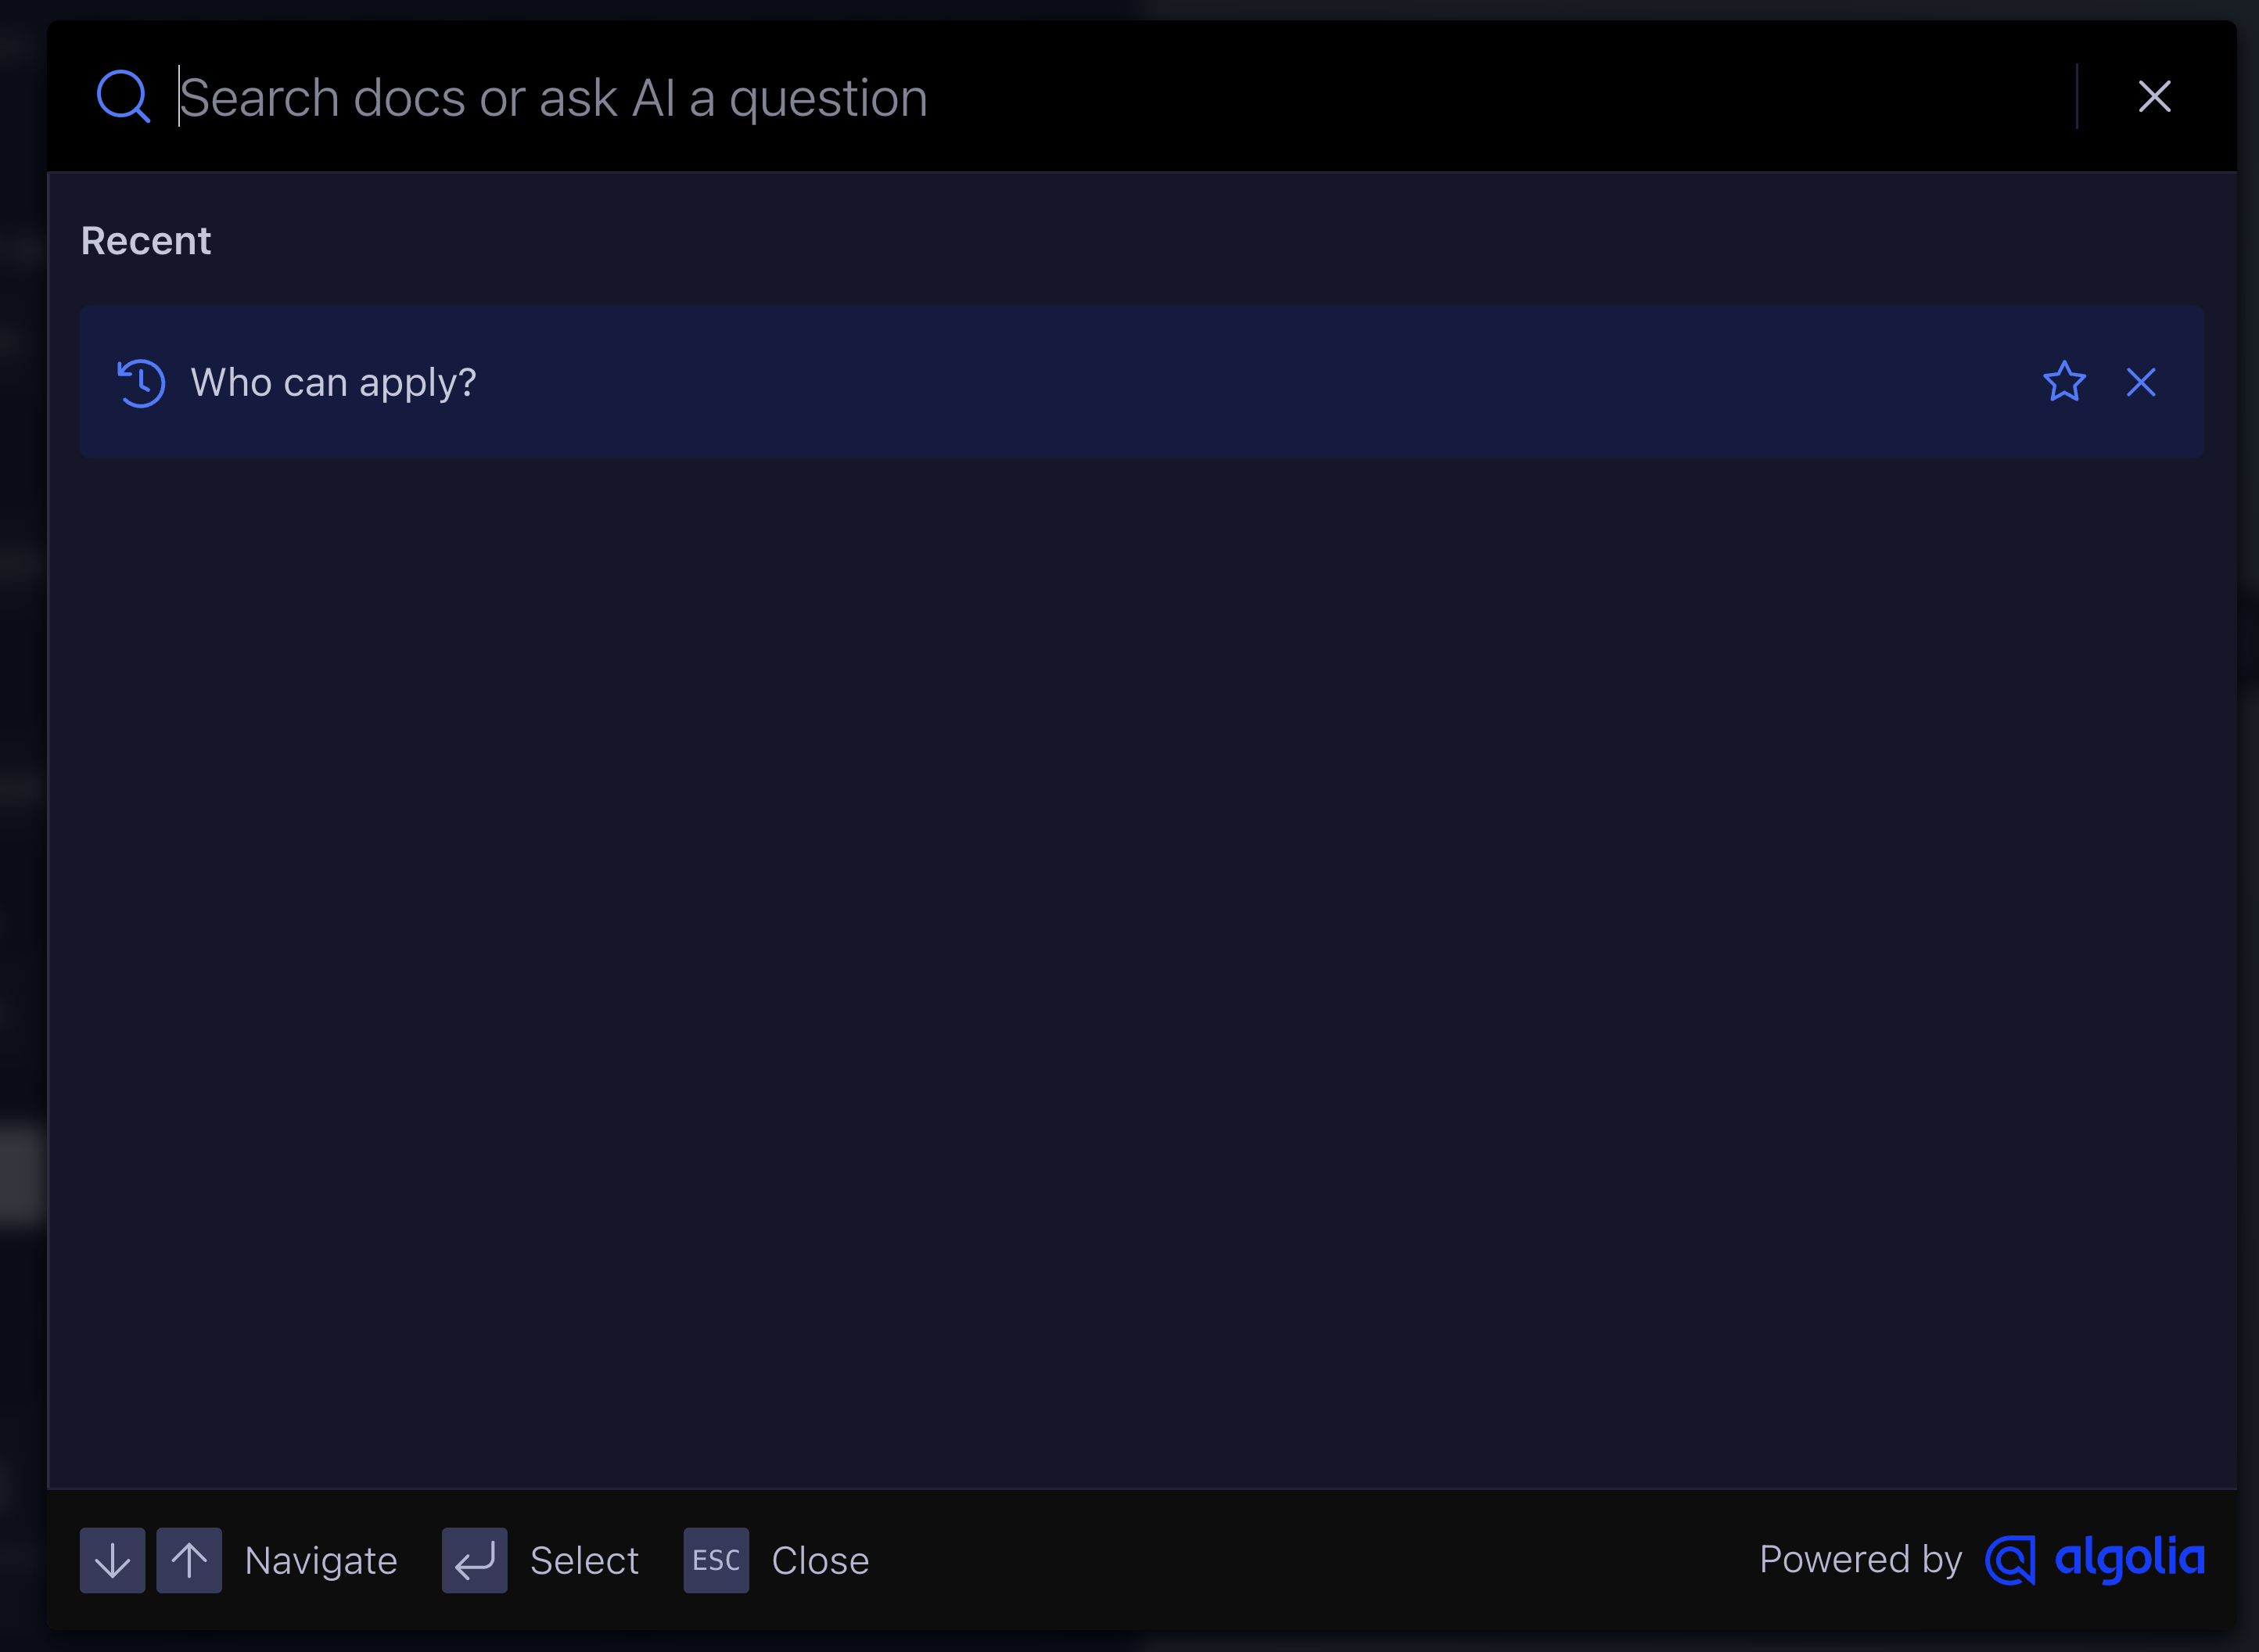 Search docs or ask AI a question
Recent
Who can apply?
Navigate Select ESC Close Powered by algolia